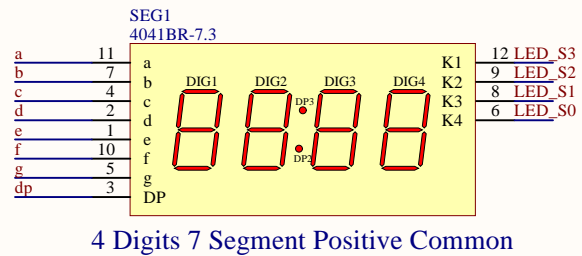 SEG1
4041BR-7.3
a 11 a K1 12 LED_S3
b 7 b DIG1 DIG2 DIG3 DIG4 K2 9 LED_S2
c 4 c DP3 K3 8 LED_S1
d 2 d K4 6 LED_S0
e 1 e
f 10 f DP2
g 5 g
dp 3 DP
4 Digits 7 Segment Positive Common